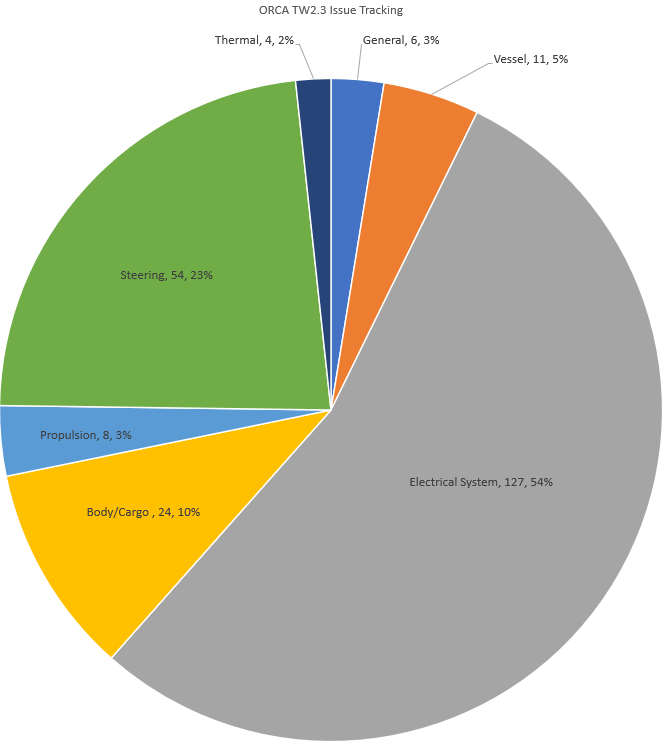 ORCA TW2.3 Issue Tracking
Thermal, 4, 2%
General, 6, 3%
Vessel, 11, 5%
Steering, 54, 23%
Propulsion, 8, 3%
Electrical System, 127, 54%
Body/Cargo , 24, 10%